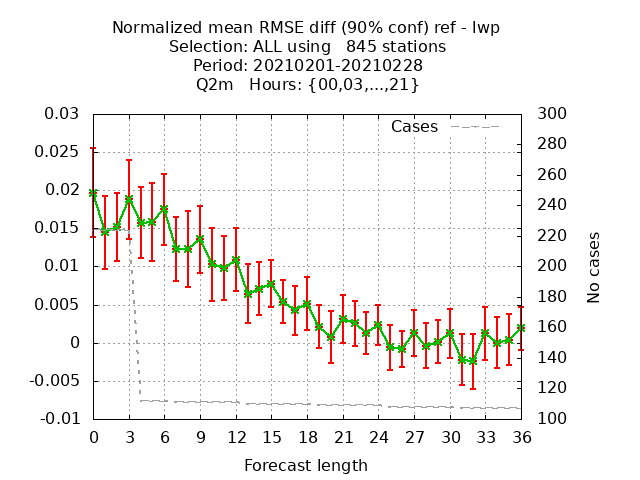 Normalized mean RMSE diff (90% conf) ref - lwp
Selection: ALL using   845 stations
Period: 20210201-20210228
Q2m   Hours: {00,03,...,21}
Cases
0.03
0.025
0.02
0.015
0.01
0.005
0
-0.005
-0.01
300
280
260
240
220
200
180
160
140
120
100
No cases
0 3 6 9 12 15 18 21 24 27 30 33 36
Forecast length